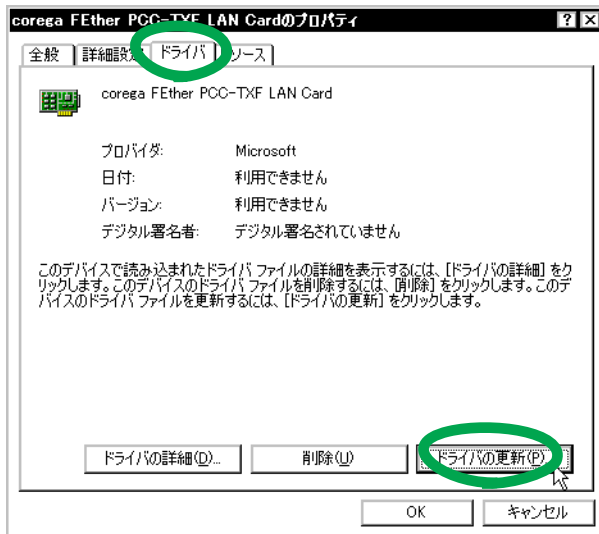 corega FEther PCC-TXF LAN Cardのプロパティ
全般
詳細設定
ドライバ
リソース
corega FEther PCC-TXF LAN Card
プロバイダ: Microsoft
日付: 利用できません
バージョン: 利用できません
デジタル署名者: デジタル署名されていません
このデバイスで読み込まれたドライバ ファイルの詳細を表示するには、[ドライバの詳細] をク
リックします。このデバイスのドライバ ファイルを削除するには、[削除] をクリックします。このデ
バイスのドライバ ファイルを更新するには、[ドライバの更新] をクリックします。
ドライバの詳細(D)...
削除(U)
ドライバの更新(P)...
OK
キャンセル